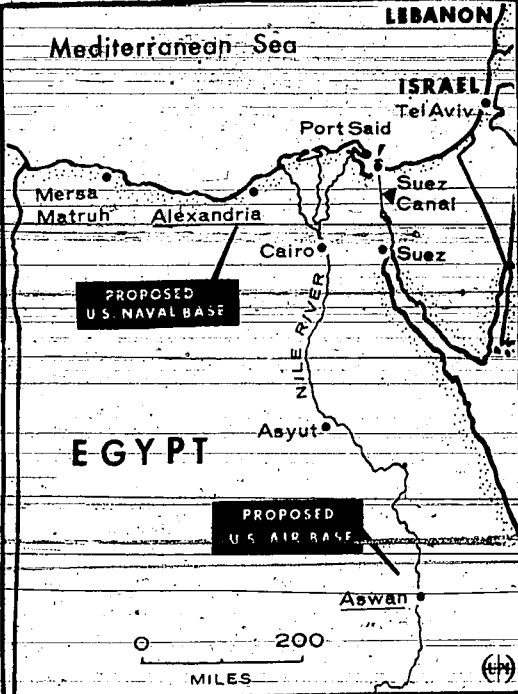 LEBANON
Mediterranean Sea
ISRAEL
Tel Aviv
Port Said
Mersa
Matruh
Alexandria
Suez
Canal
Cairo
Suez
PROPOSED
U.S. NAVAL BASE
NILE RIVER
Asyut
EGYPT
PROPOSED
U.S. AIR BASE
Aswan
0 200
MILES